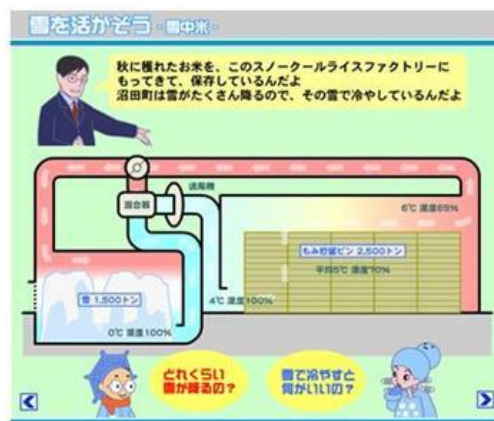 雪を活かそう -雪中米-
秋に穫れたお米を、このスノークールライスファクトリーに
もってきて、保存しているんだよ
沼田町は雪がたくさん降るので、その雪で冷やしているんだよ
送風機
混合器
6℃ 湿度65%
もみ貯留ビン 2,500トン
平均5℃ 湿度70%
雪 1,500トン
4℃ 湿度100%
0℃ 湿度100%
どれくらい
雪が降るの？
雪で冷やすと
何がいいの？